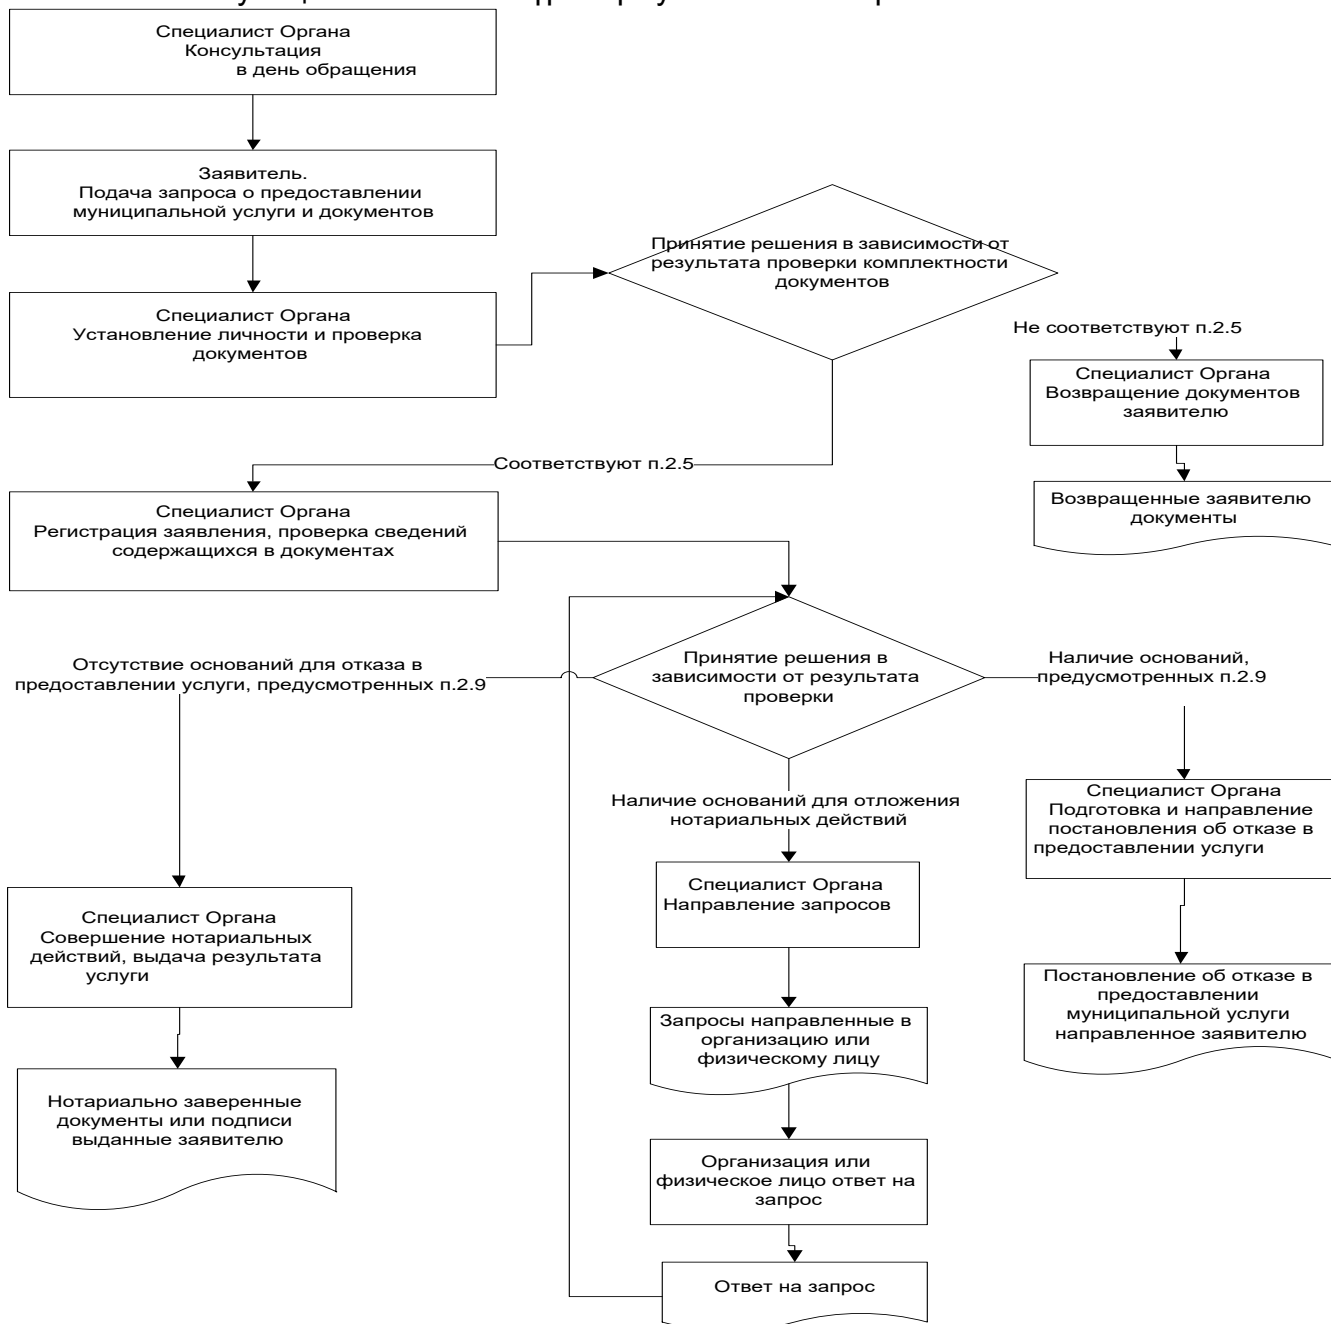 Специалист Органа
Консультация
в день обращения
Заявитель.
Подача запроса о предоставлении
муниципальной услуги и документов
Принятие решения в зависимости от
результата проверки комплектности
документов
Специалист Органа
Установление личности и проверка
документов
Не соответствуют п.2.5
Специалист Органа
Возвращение документов
заявителю
Соответствуют п.2.5
Возвращенные заявителю
документы
Специалист Органа
Регистрация заявления, проверка сведений
содержащихся в документах
Отсутствие оснований для отказа в
предоставлении услуги, предусмотренных п.2.9
Принятие решения в
зависимости от результата
проверки
Наличие оснований,
предусмотренных п.2.9
Наличие оснований для отложения
нотариальных действий
Специалист Органа
Подготовка и направление
постановления об отказе в
предоставлении услуги
Специалист Органа
Направление запросов
Специалист Органа
Совершение нотариальных
действий, выдача результата
услуги
Постановление об отказе в
предоставлении
муниципальной услуги
направленное заявителю
Запросы направленные в
организацию или
физическому лицу
Нотариально заверенные
документы или подписи
выданные заявителю
Организация или
физическое лицо ответ на
запрос
Ответ на запрос